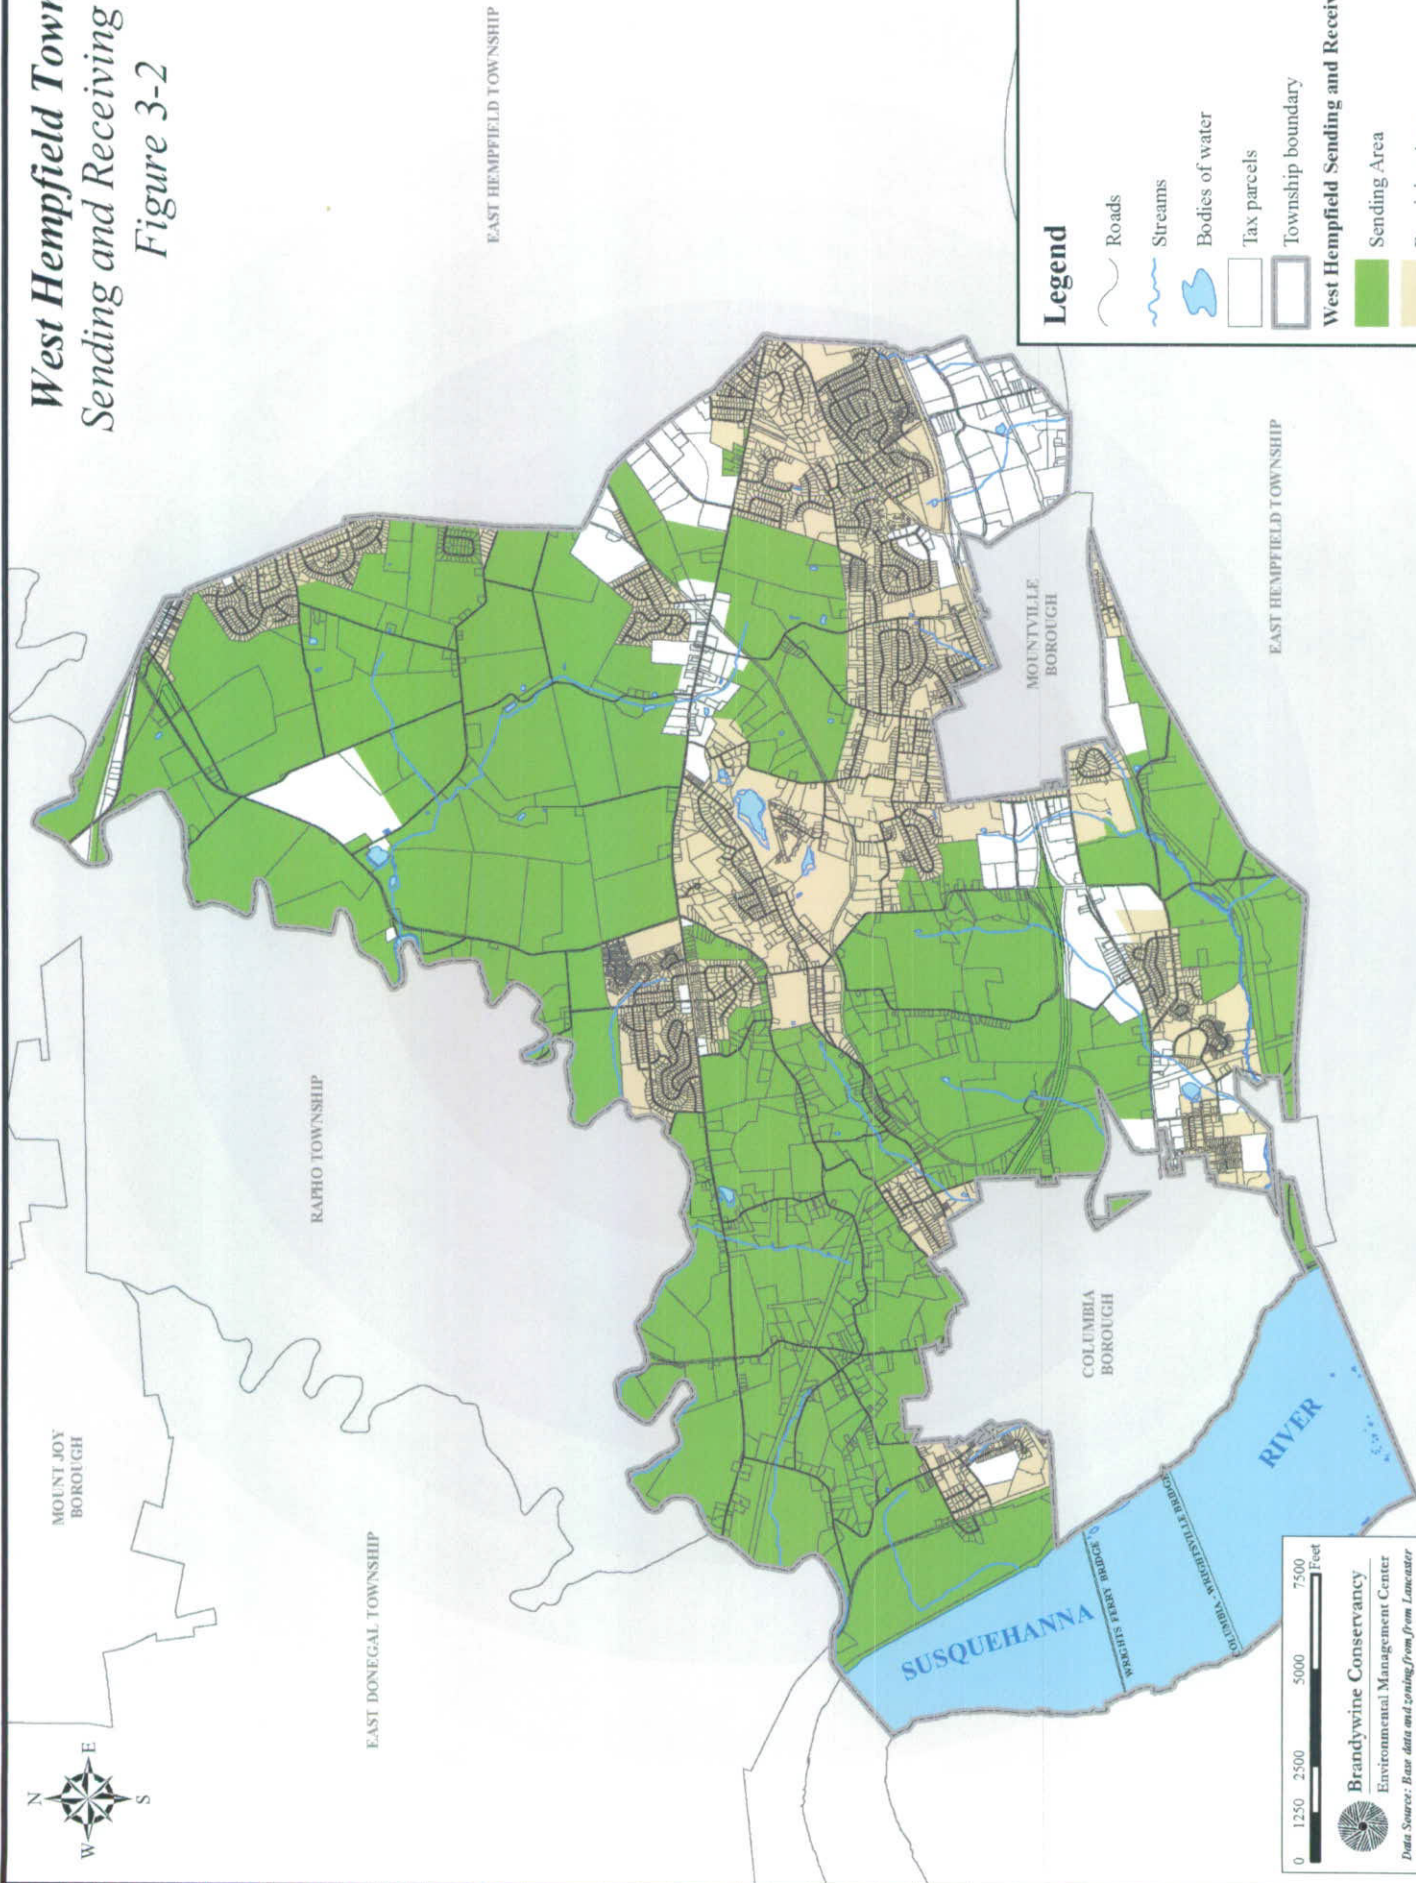 West Hempfield Town
Sending and Receiving
Figure 3-2
N
W
E
S
MOUNT JOY
BOROUGH
RAPHO TOWNSHIP
EAST HEMPFIELD TOWNSHIP
EAST DONEGAL TOWNSHIP
MOUNTVILLE
BOROUGH
EAST HEMPFIELD TOWNSHIP
COLUMBIA
BOROUGH
SUSQUEHANNA
RIVER
WRIGHTS FERRY BRIDGE
COLUMBIA - WRIGHTSVILLE BRIDGE
Legend
Roads
Streams
Bodies of water
Tax parcels
Township boundary
West Hempfield Sending and Receiv
Sending Area
0 1250 2500 5000 7500
Feet
Brandywine Conservancy
Environmental Management Center
Data Source: Base data and zoning from from Lancaster